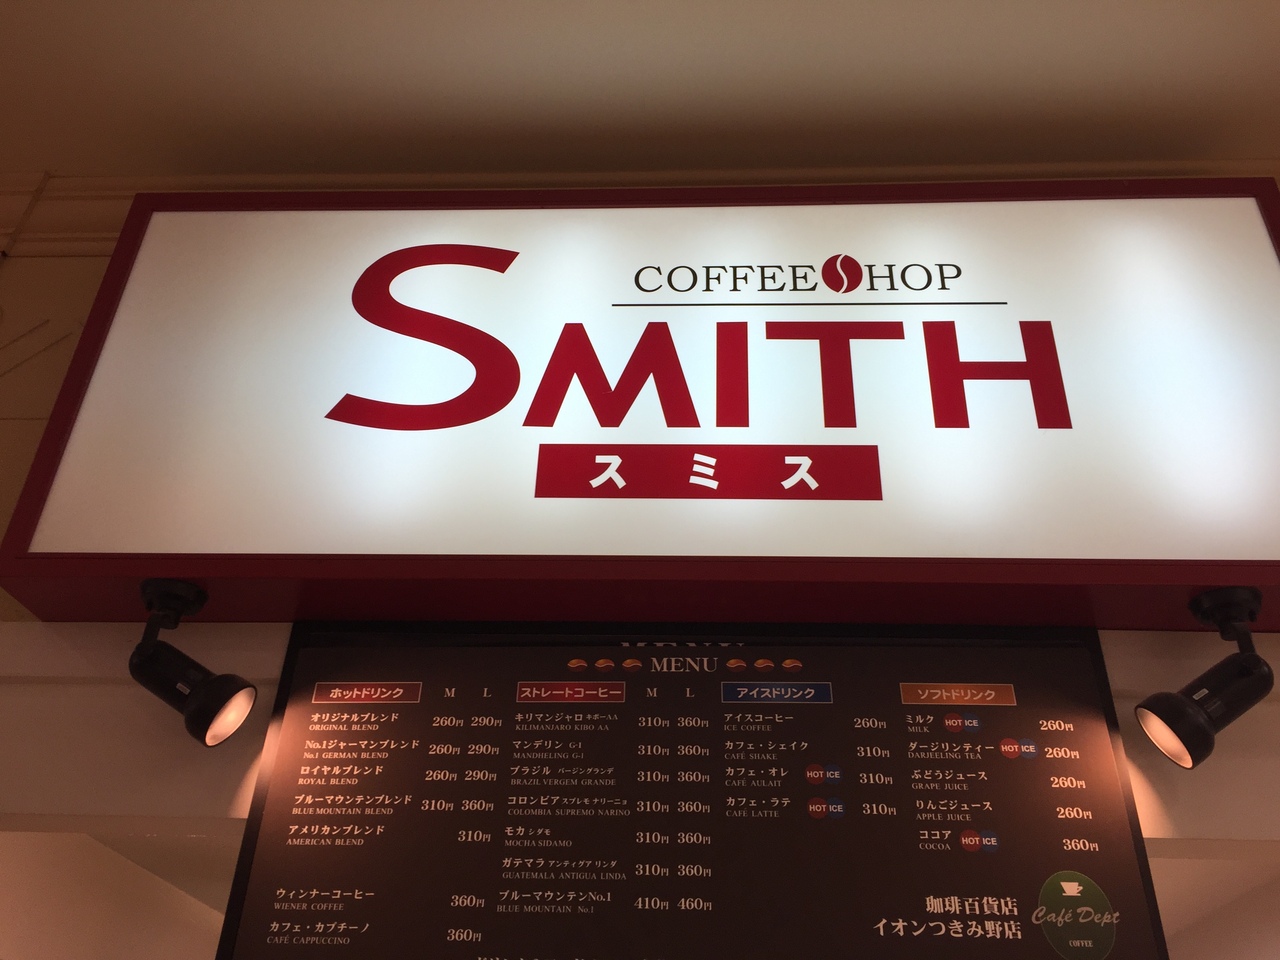 COFFEE SHOP
SMITH
スミス
MENU
ホットドリンク M L
オリジナルブレンド 260円 290円
ORIGINAL BLEND
No.1ジャーマンブレンド 260円 290円
No.1 GERMAN BLEND
ロイヤルブレンド 260円 290円
ROYAL BLEND
ブルーマウンテンブレンド 310円 360円
BLUE MOUNTAIN BLEND
アメリカンブレンド 310円
AMERICAN BLEND
ウィンナーコーヒー 360円
WIENER COFFEE
カフェ・カプチーノ 360円
CAFÉ CAPPUCCINO
ストレートコーヒー M L
キリマンジャロ キボーAA 310円 360円
KILIMANJARO KIBO AA
マンデリン G-1 310円 360円
MANDHELING G-1
ブラジル バージングランデ 310円 360円
BRAZIL VERGEM GRANDE
コロンビア スプレモ ナリーニョ 310円 360円
COLOMBIA SUPREMO NARINO
モカ シダモ 310円 360円
MOCHA SIDAMO
ガテマラ アンティグア リンダ 310円 360円
GUATEMALA ANTIGUA LINDA
ブルーマウンテンNo.1 410円 460円
BLUE MOUNTAIN No.1
アイスドリンク
アイスコーヒー 260円
ICE COFFEE
カフェ・シェイク 310円
CAFÉ SHAKE
カフェ・オレ HOT ICE 310円
CAFÉ AULAIT
カフェ・ラテ HOT ICE 310円
CAFÉ LATTE
ソフトドリンク
ミルク HOT ICE 260円
MILK
ダージリンティー HOT ICE 260円
DARJEELING TEA
ぶどうジュース 260円
GRAPE JUICE
りんごジュース 260円
APPLE JUICE
ココア HOT ICE 360円
COCOA
珈琲百貨店
イオンつきみ野店
Café Dept
COFFEE